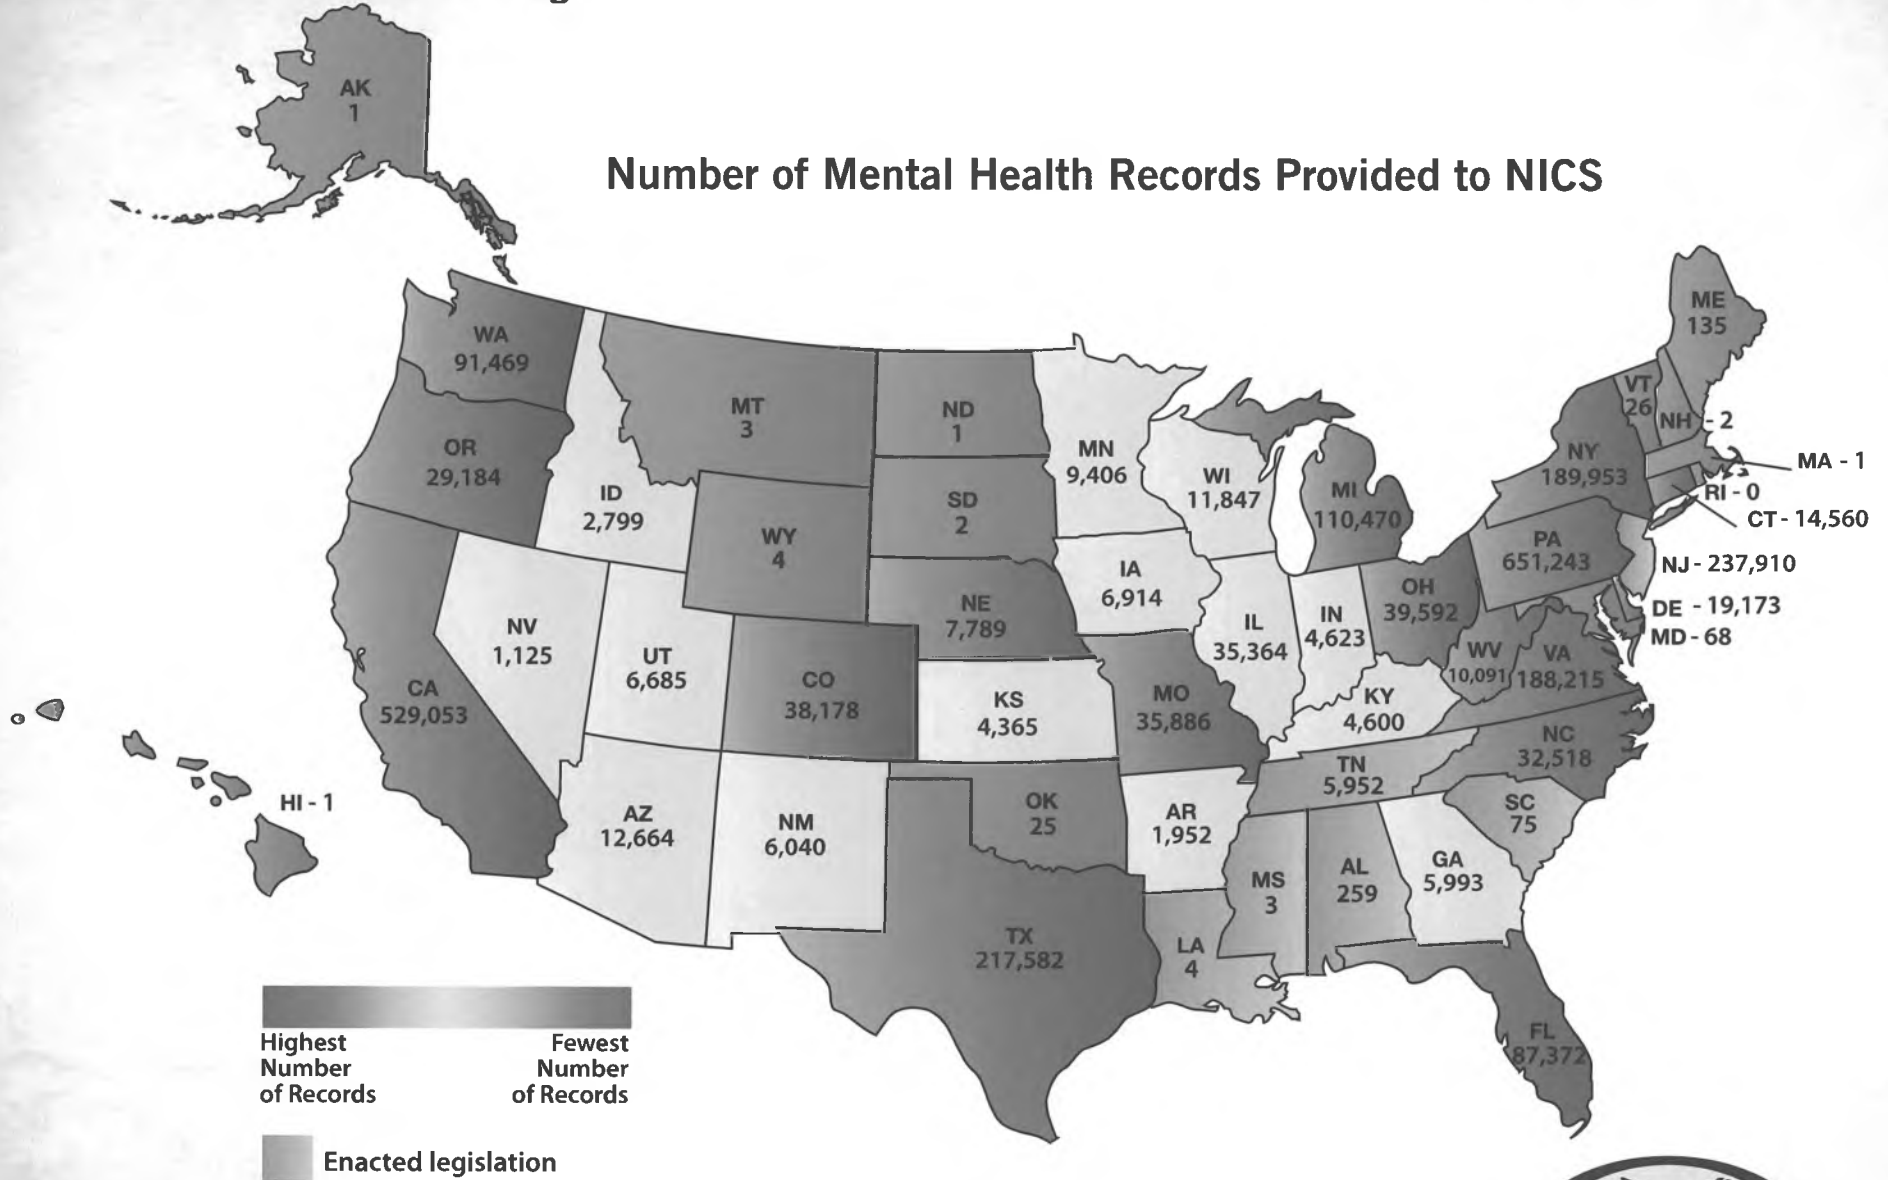 AK
1
Number of Mental Health Records Provided to NICS
WA
91,469
OR
29,184
ID
2,799
MT
3
WY
4
ND
1
SD
2
NE
7,789
MN
9,406
WI
11,847
MI
110,470
IA
6,914
IL
35,364
IN
4,623
OH
39,592
ME
135
VT
26
NH - 2
NY
189,953
MA - 1
RI - 0
CT - 14,560
PA
651,243
NJ - 237,910
DE - 19,173
MD - 68
WV
10,091
VA
188,215
NV
1,125
UT
6,685
CO
38,178
KS
4,365
MO
35,886
KY
4,600
CA
529,053
NC
32,518
TN
5,952
SC
75
HI - 1
AZ
12,664
NM
6,040
OK
25
AR
1,952
MS
3
AL
259
GA
5,993
TX
217,582
LA
4
FL
87,372
Highest
Number
of Records
Fewest
Number
of Records
Enacted legislation